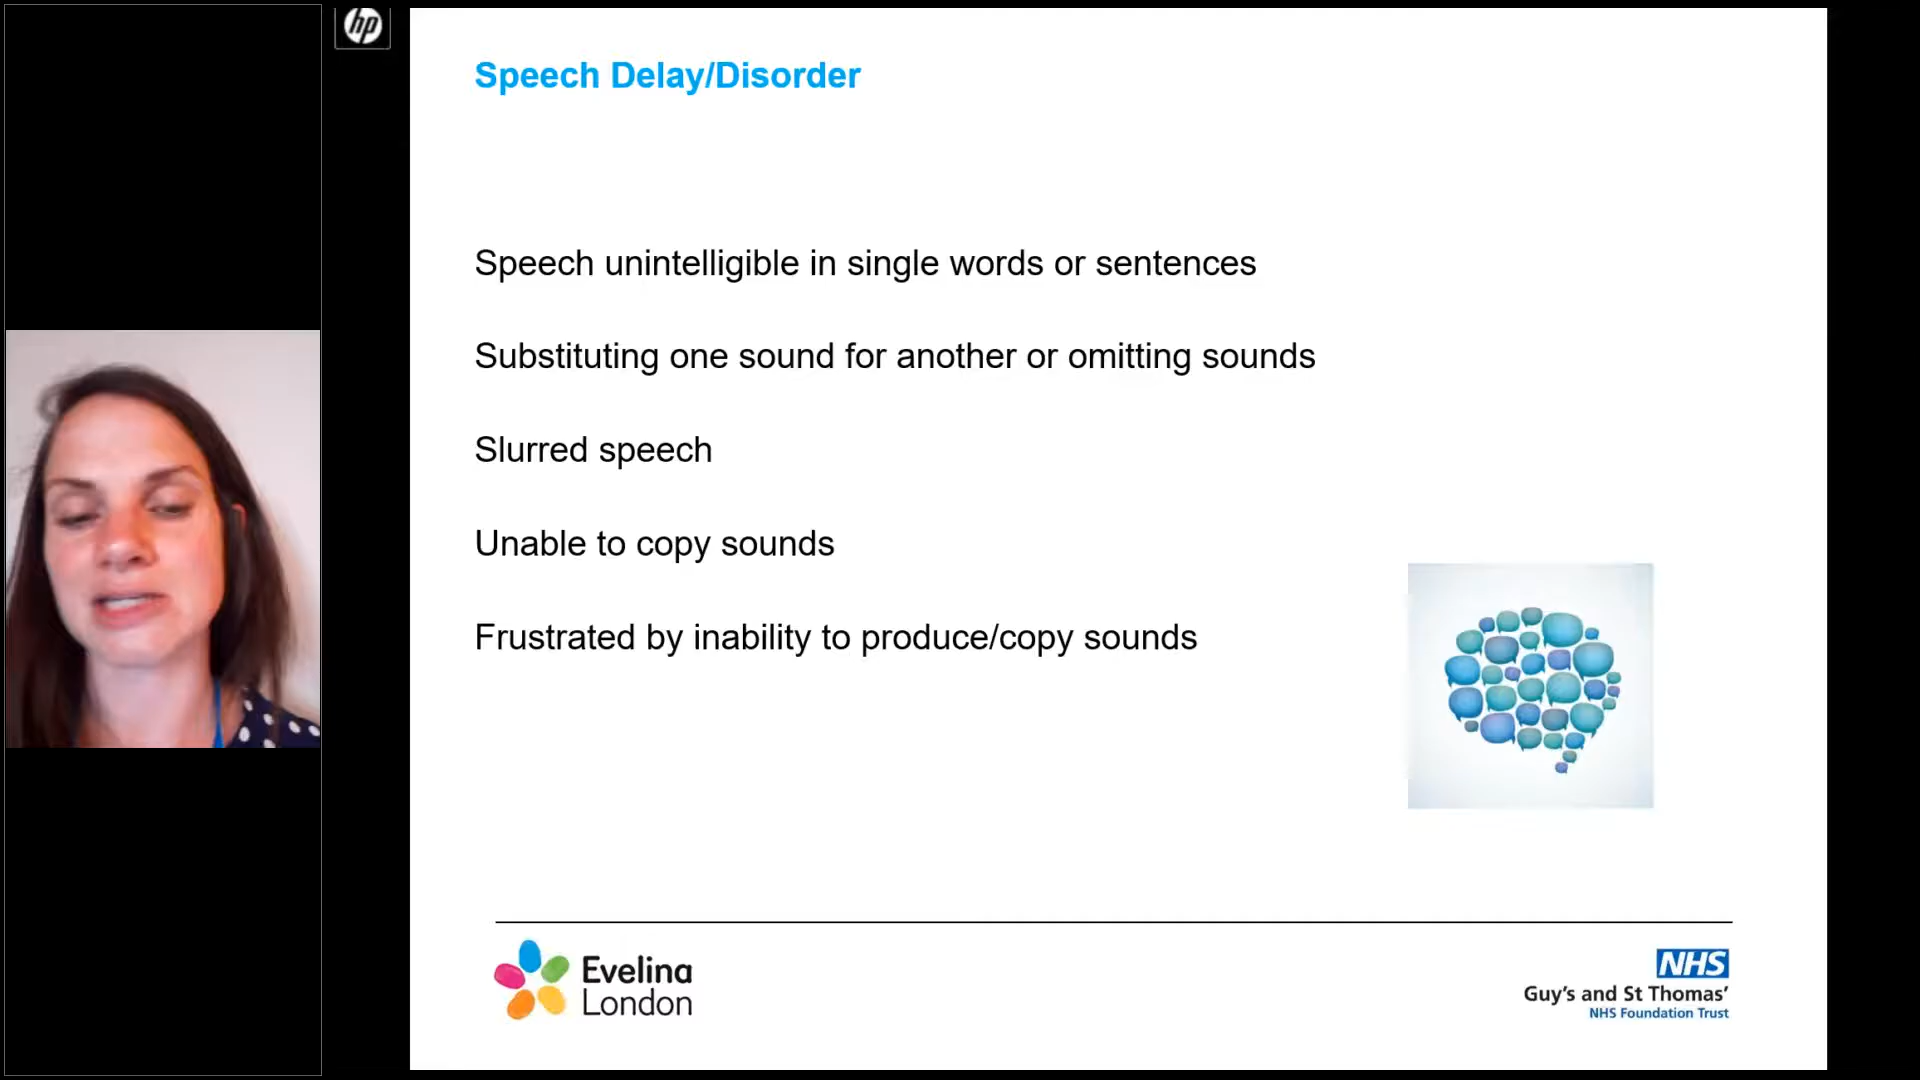 hp
Speech Delay/Disorder
Speech unintelligible in single words or sentences
Substituting one sound for another or omitting sounds
Slurred speech
Unable to copy sounds
Frustrated by inability to produce/copy sounds
Evelina
London
NHS
Guy's and St Thomas'
NHS Foundation Trust